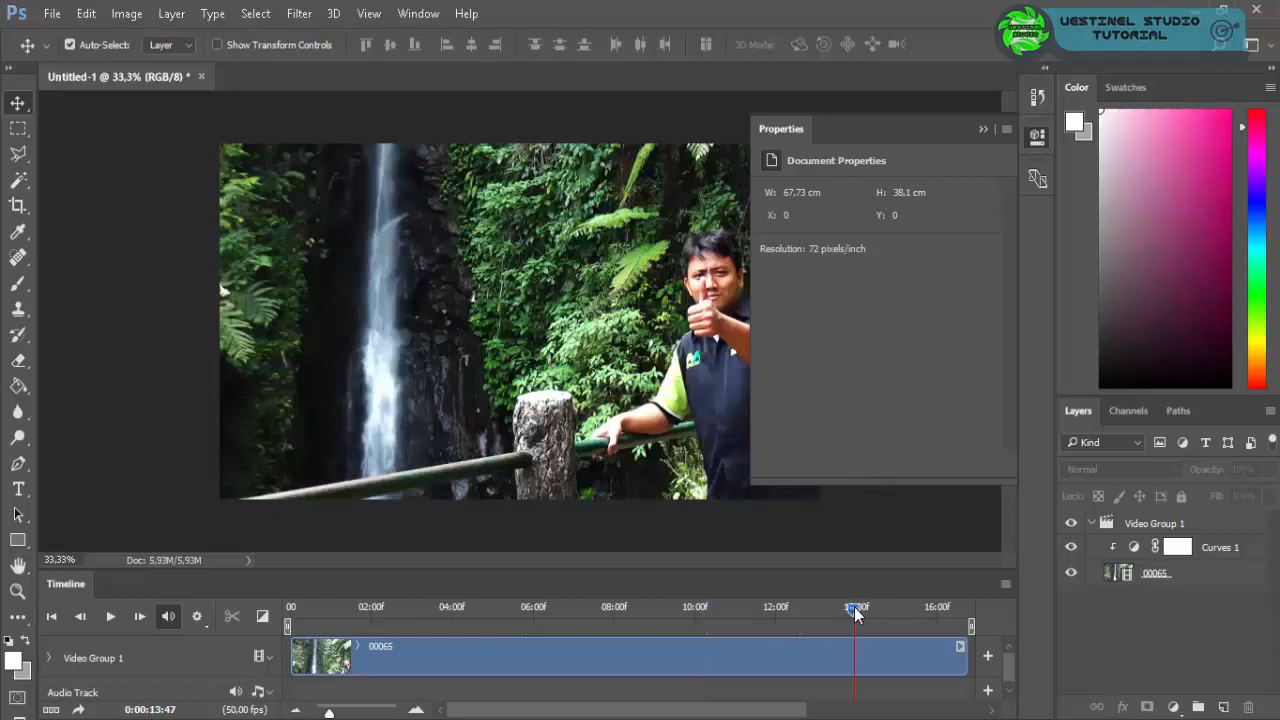 Ps File Edit Image Layer Type Select Filter 3D View Window Help
VESTINEL STUDIO
TUTORIAL
Auto-Select: Layer Show Transform Controls 3D Mode:
Untitled-1 @ 33,3% (RGB/8) * ×
Color Swatches
Properties
Document Properties
W: 67,73 cm H: 38,1 cm
X: 0 Y: 0
Resolution: 72 pixels/inch
Layers Channels Paths
Kind
Normal Opacity: 100%
Lock: Fill: 100%
Video Group 1
Curves 1
00065
33,33% Doc: 5,93M/5,93M
Timeline
00 02:00f 04:00f 06:00f 08:00f 10:00f 12:00f 16:00f
00065
Video Group 1
Audio Track
0:00:13:47 (50,00 fps)